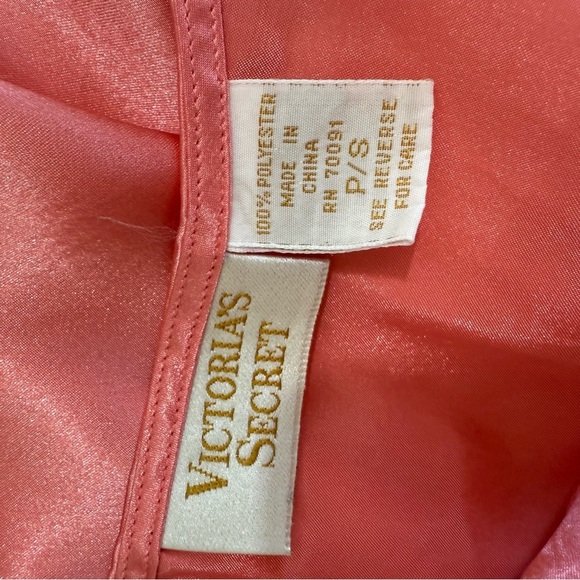 100% POLYESTER
MADE IN
CHINA
RN 70091
P/S
SEE REVERSE
FOR CARE
VICTORIA'S
SECRET